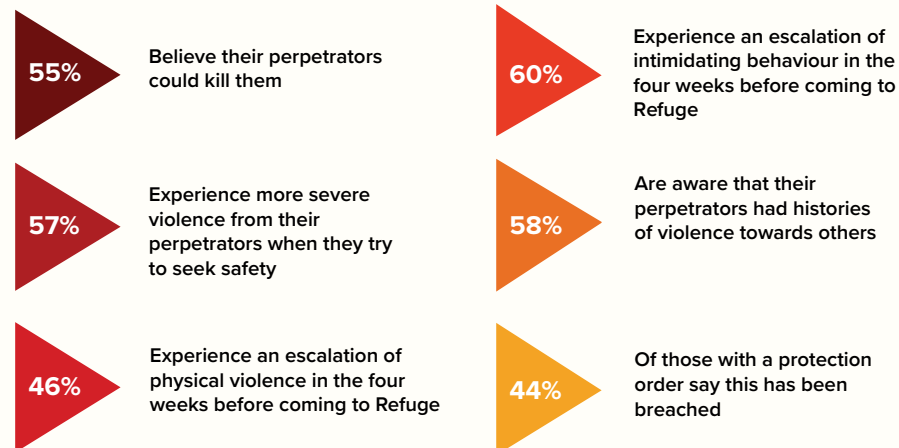 55%
Believe their perpetrators
could kill them
57%
Experience more severe
violence from their
perpetrators when they try
to seek safety
46%
Experience an escalation of
physical violence in the four
weeks before coming to Refuge
60%
Experience an escalation of
intimidating behaviour in the
four weeks before coming to
Refuge
58%
Are aware that their
perpetrators had histories
of violence towards others
44%
Of those with a protection
order say this has been
breached